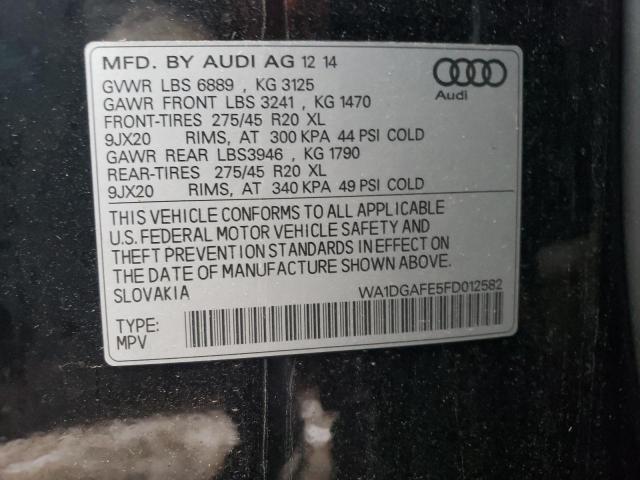 MFD. BY AUDI AG 12 14
GVWR LBS 6889 , KG 3125
GAWR FRONT LBS 3241 , KG 1470
FRONT-TIRES 275/45 R20 XL
9JX20 RIMS, AT 300 KPA 44 PSI COLD
GAWR REAR LBS3946 , KG 1790
REAR-TIRES 275/45 R20 XL
9JX20 RIMS, AT 340 KPA 49 PSI COLD
Audi
THIS VEHICLE CONFORMS TO ALL APPLICABLE
U.S. FEDERAL MOTOR VEHICLE SAFETY AND
THEFT PREVENTION STANDARDS IN EFFECT ON
THE DATE OF MANUFACTURE SHOWN ABOVE.
SLOVAKIA WA1DGAFE5FD012582
TYPE:
MPV